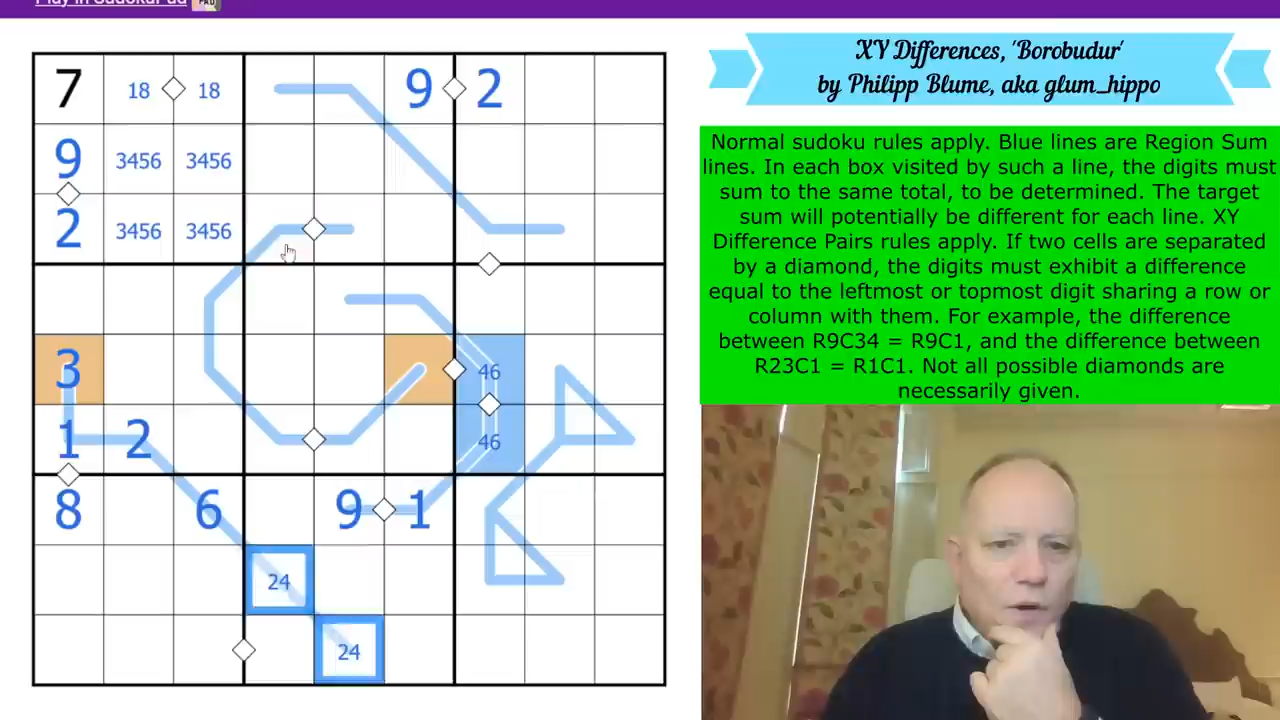 Play in SudokuPad
XY Differences, 'Borobudur'
by Philipp Blume, aka glum_hippo
Normal sudoku rules apply. Blue lines are Region Sum
lines. In each box visited by such a line, the digits must
sum to the same total, to be determined. The target
sum will potentially be different for each line. XY
Difference Pairs rules apply. If two cells are separated
by a diamond, the digits must exhibit a difference
equal to the leftmost or topmost digit sharing a row or
column with them. For example, the difference
between R9C34 = R9C1, and the difference between
R23C1 = R1C1. Not all possible diamonds are
necessarily given.
7 18 18 9 2
9 3456 3456
2 3456 3456
3 46
1 2 46
8 6 9 1
24
24